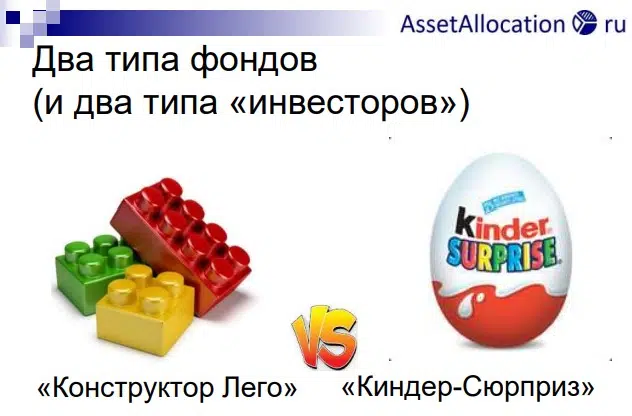 AssetAllocation ru
Два типа фондов
(и два типа «инвесторов»)
kinder
SURPRISE
VS
«Конструктор Лего»
«Киндер-Сюрприз»